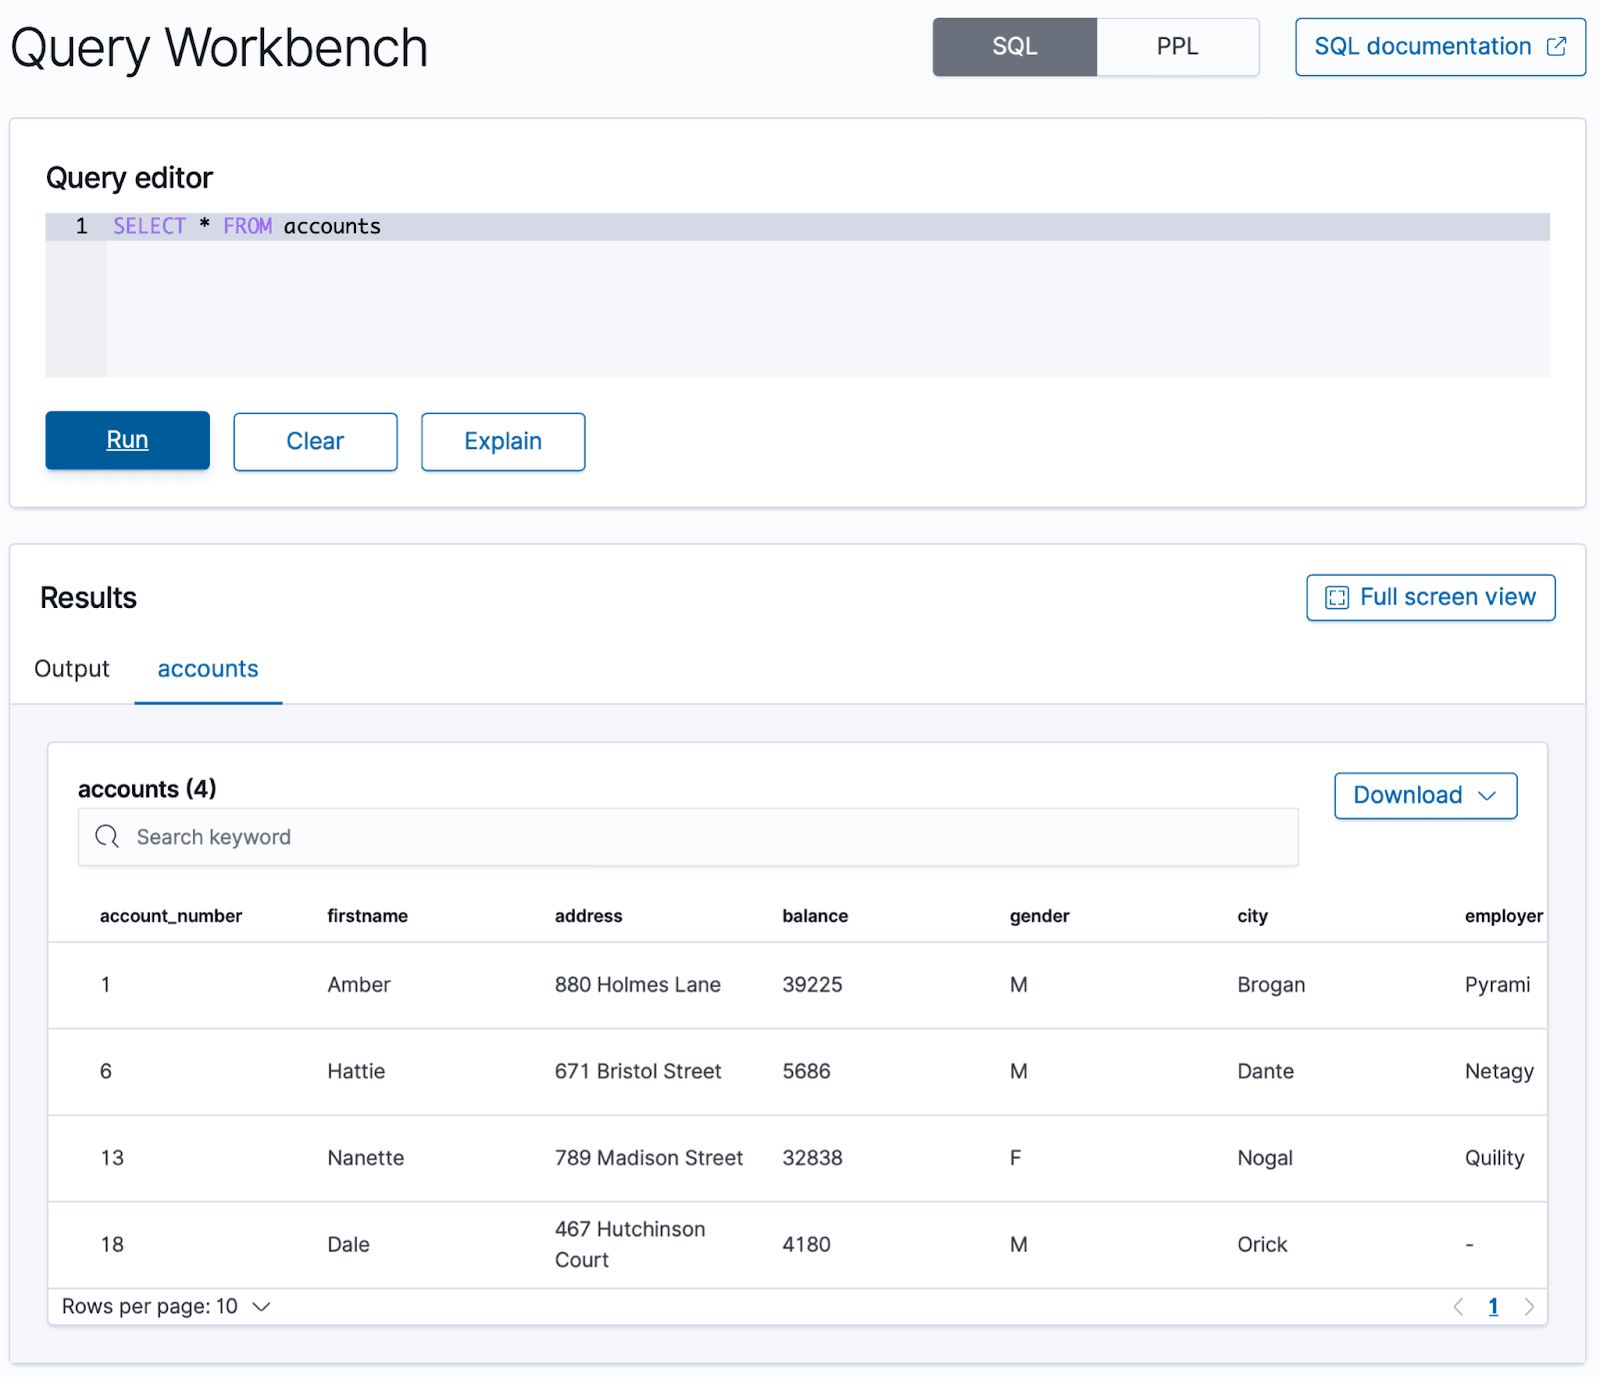 Query Workbench
SQL PPL SQL documentation
Query editor
1 SELECT * FROM accounts
Run Clear Explain
Results Full screen view
Output accounts
accounts (4) Download
Search keyword
account_number firstname address balance gender city employer
1 Amber 880 Holmes Lane 39225 M Brogan Pyrami
6 Hattie 671 Bristol Street 5686 M Dante Netagy
13 Nanette 789 Madison Street 32838 F Nogal Quility
18 Dale 467 Hutchinson Court 4180 M Orick -
Rows per page: 10 1